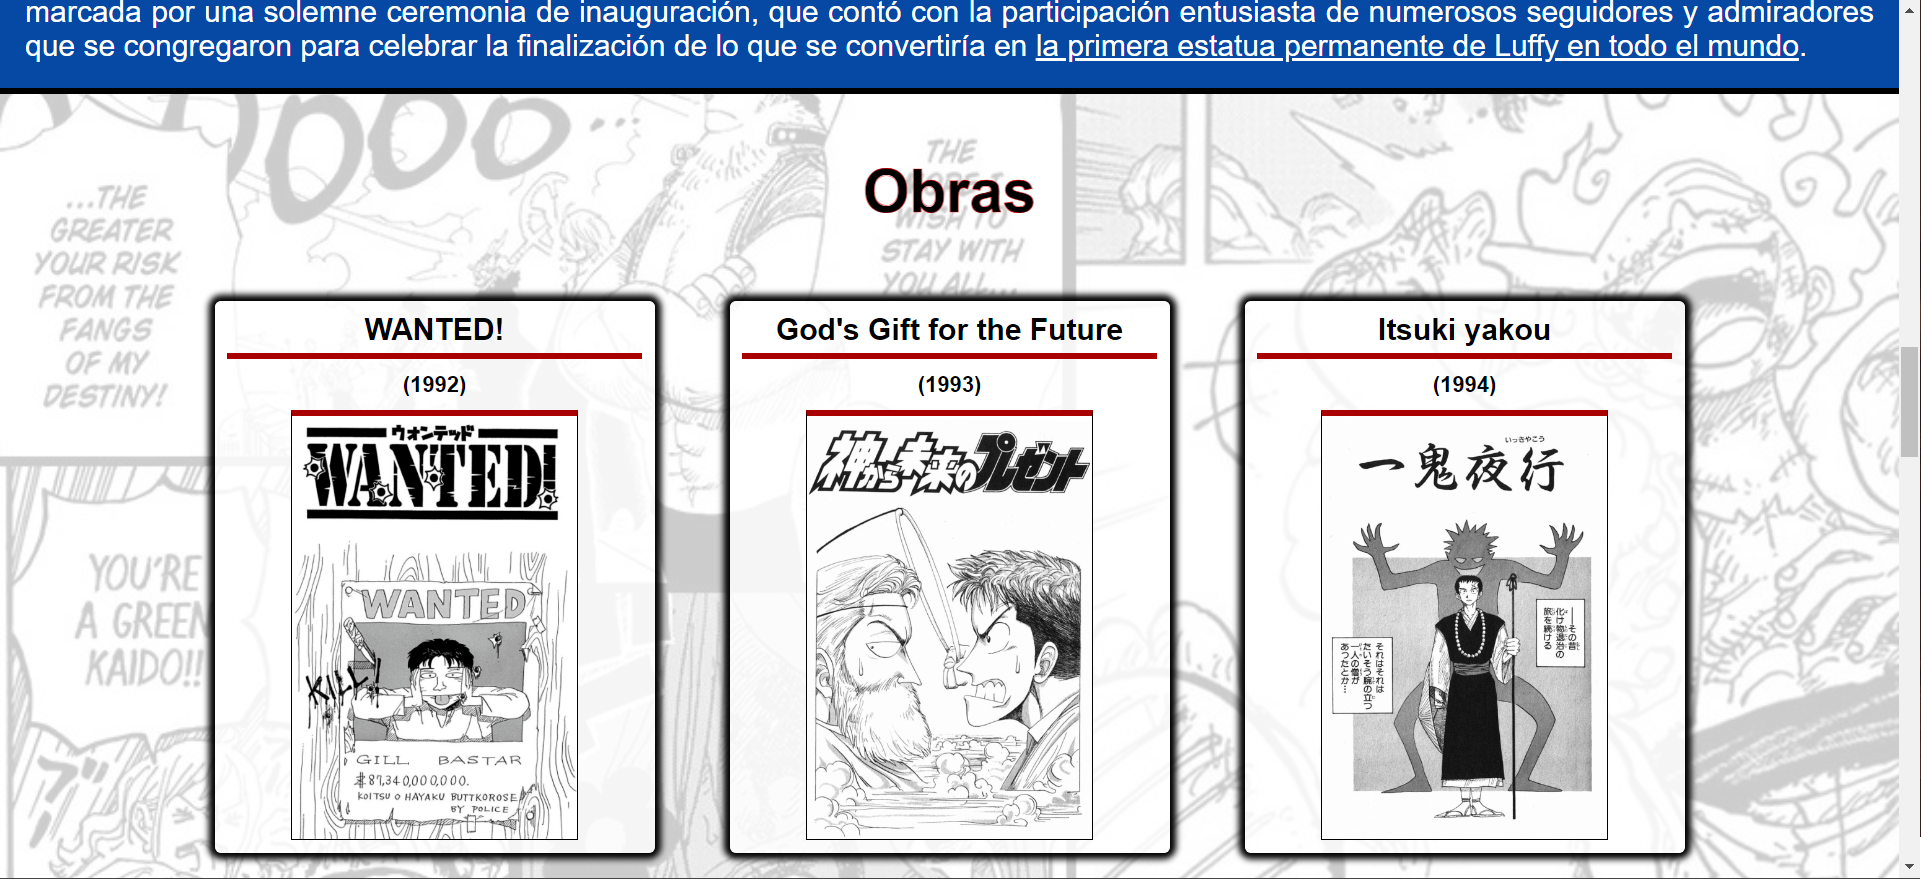 marcada por una solemne ceremonia de inauguración, que contó con la participación entusiasta de numerosos seguidores y admiradores
que se congregaron para celebrar la finalización de lo que se convertiría en la primera estatua permanente de Luffy en todo el mundo.
...THE
GREATER
YOUR RISK
FROM THE
FANGS
OF MY
DESTINY!
THE
WISH TO
STAY WITH
YOU ALL...
Obras
YOU'RE
A GREEN
KAIDO!!
WANTED!
(1992)
ウォンテッド
WANTED!
WANTED
KILL!
GILL BASTAR
87,340,000,000.
KOITSU O HAYAKU BUTTKOROSE
BY POLICE
God's Gift for the Future
(1993)
神から未来のプレゼント
Itsuki yakou
(1994)
いっきやこう
一鬼夜行
――その昔
化け物退治の
旅を続ける
それはそれは
たいそう腕の立つ
一人の僧が
あったとか…